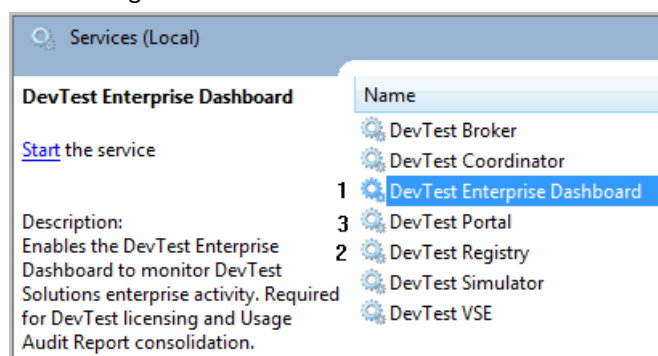 Services (Local)
DevTest Enterprise Dashboard
Start the service
Description:
Enables the DevTest Enterprise
Dashboard to monitor DevTest
Solutions enterprise activity. Required
for DevTest licensing and Usage
Audit Report consolidation.
Name
DevTest Broker
DevTest Coordinator
1 DevTest Enterprise Dashboard
3 DevTest Portal
2 DevTest Registry
DevTest Simulator
DevTest VSE